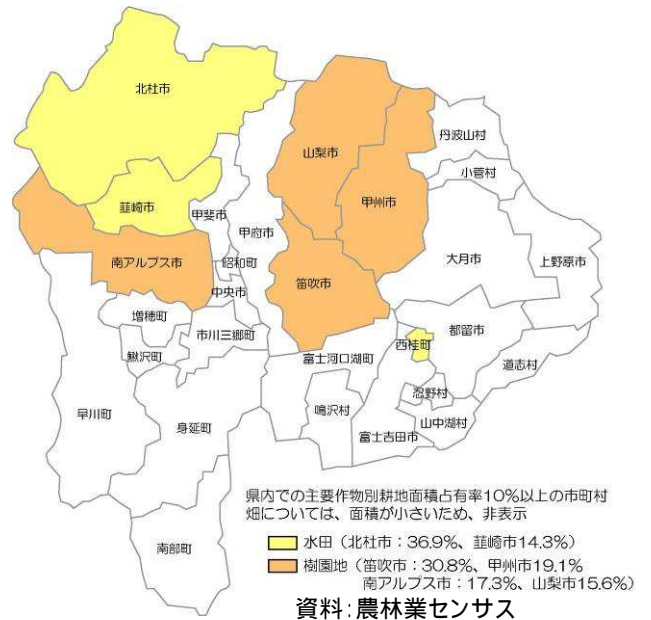 北杜市
丹波山村
山梨市
小菅村
韮崎市
甲州市
甲斐市
甲府市
南アルプス市
昭和町
大月市
上野原市
笛吹市
中央市
増穂町
市川三郷町
都留市
西桂町
鰍沢町
富士河口湖町
道志村
忍野村
早川町
鳴沢村
山中湖村
身延町
富士吉田市
南部町
県内での主要作物別耕地面積占有率10%以上の市町村
畑については、面積が小さいため、非表示
水田（北杜市：36.9%、韮崎市14.3%）
樹園地（笛吹市：30.8%、甲州市19.1%
南アルプス市：17.3%、山梨市15.6%）
資料：農林業センサス